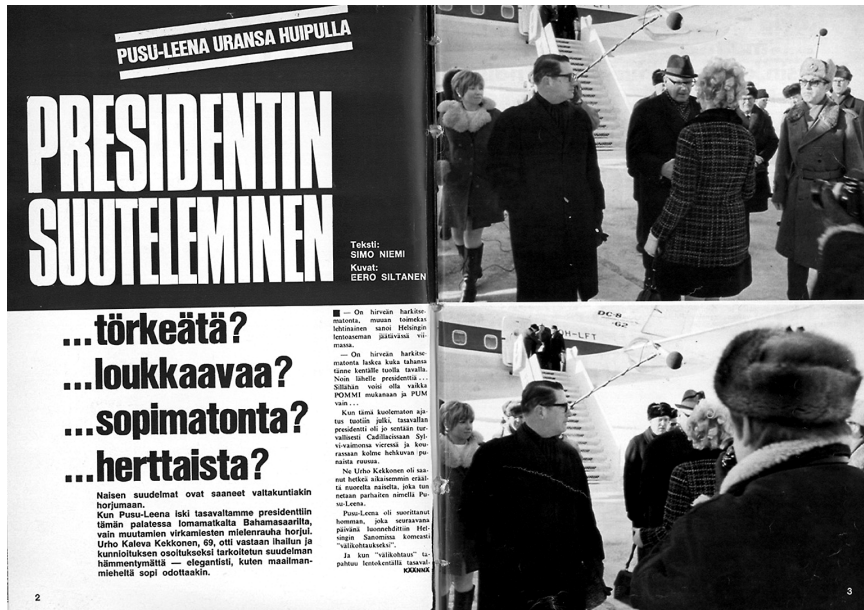 PUSU-LEENA URANSA HUIPULLA
PRESIDENTIN
SUUTELEMINEN
Teksti:
SIMO NIEMI
Kuvat:
EERO SILTANEN
...törkeätä?
...loukkaavaa?
...sopimatonta?
...herttaista?
Naisen suudelmat ovat saaneet valtakuntiakin
horjumaan.
Kun Pusu-Leena iski tasavaltamme presidenttiin
tämän palatessa lomamatkalta Bahamasaarilta,
vain muutamien virkamiesten mielenrauha horjui.
Urho Kaleva Kekkonen, 69, otti vastaan ihailun ja
kunnioituksen osoitukseksi tarkoitetun suudelman
hämmentymättä — elegantisti, kuten maailman-
mieheltä sopi odottaakin.
■ — On hirveän harkitse-
matonta, muuan toimekas
lehtinainen sanoi Helsingin
lentoaseman jäätävässä vii-
massa.
— On hirveän harkitse-
matonta laskea kuka tahansa
tänne kentälle tuolla tavalla.
Noin lähelle presidenttiä . . .
Sillähän voisi olla vaikka
POMMI mukanaan ja PUM
vain . . .
Kun tämä kuolematon aja-
tus tuotiin julki, tasavallan
presidentti oli jo sentään tur-
vallisesti Cadillacissaan Syl-
vi-vaimonsa vieressä ja kou-
rassaan kolme hehkuvan pu-
naista ruusua.
Ne Urho Kekkonen oli saa-
nut hetkeä aikaisemmin erääl-
tä nuorelta naiselta, joka tun-
netaan parhaiten nimellä Pu-
su-Leena.
Pusu-Leena oli suorittanut
homman, joka seuraavana
päivänä luonnehdittiin Hel-
singin Sanomissa komeasti
"välikohtaukseksi".
Ja kun "välikohtaus" ta-
pahtuu lentokentällä tasaval-
KÄÄNNÄ
2
LFT
DC-8
-62
OH-LFT
3